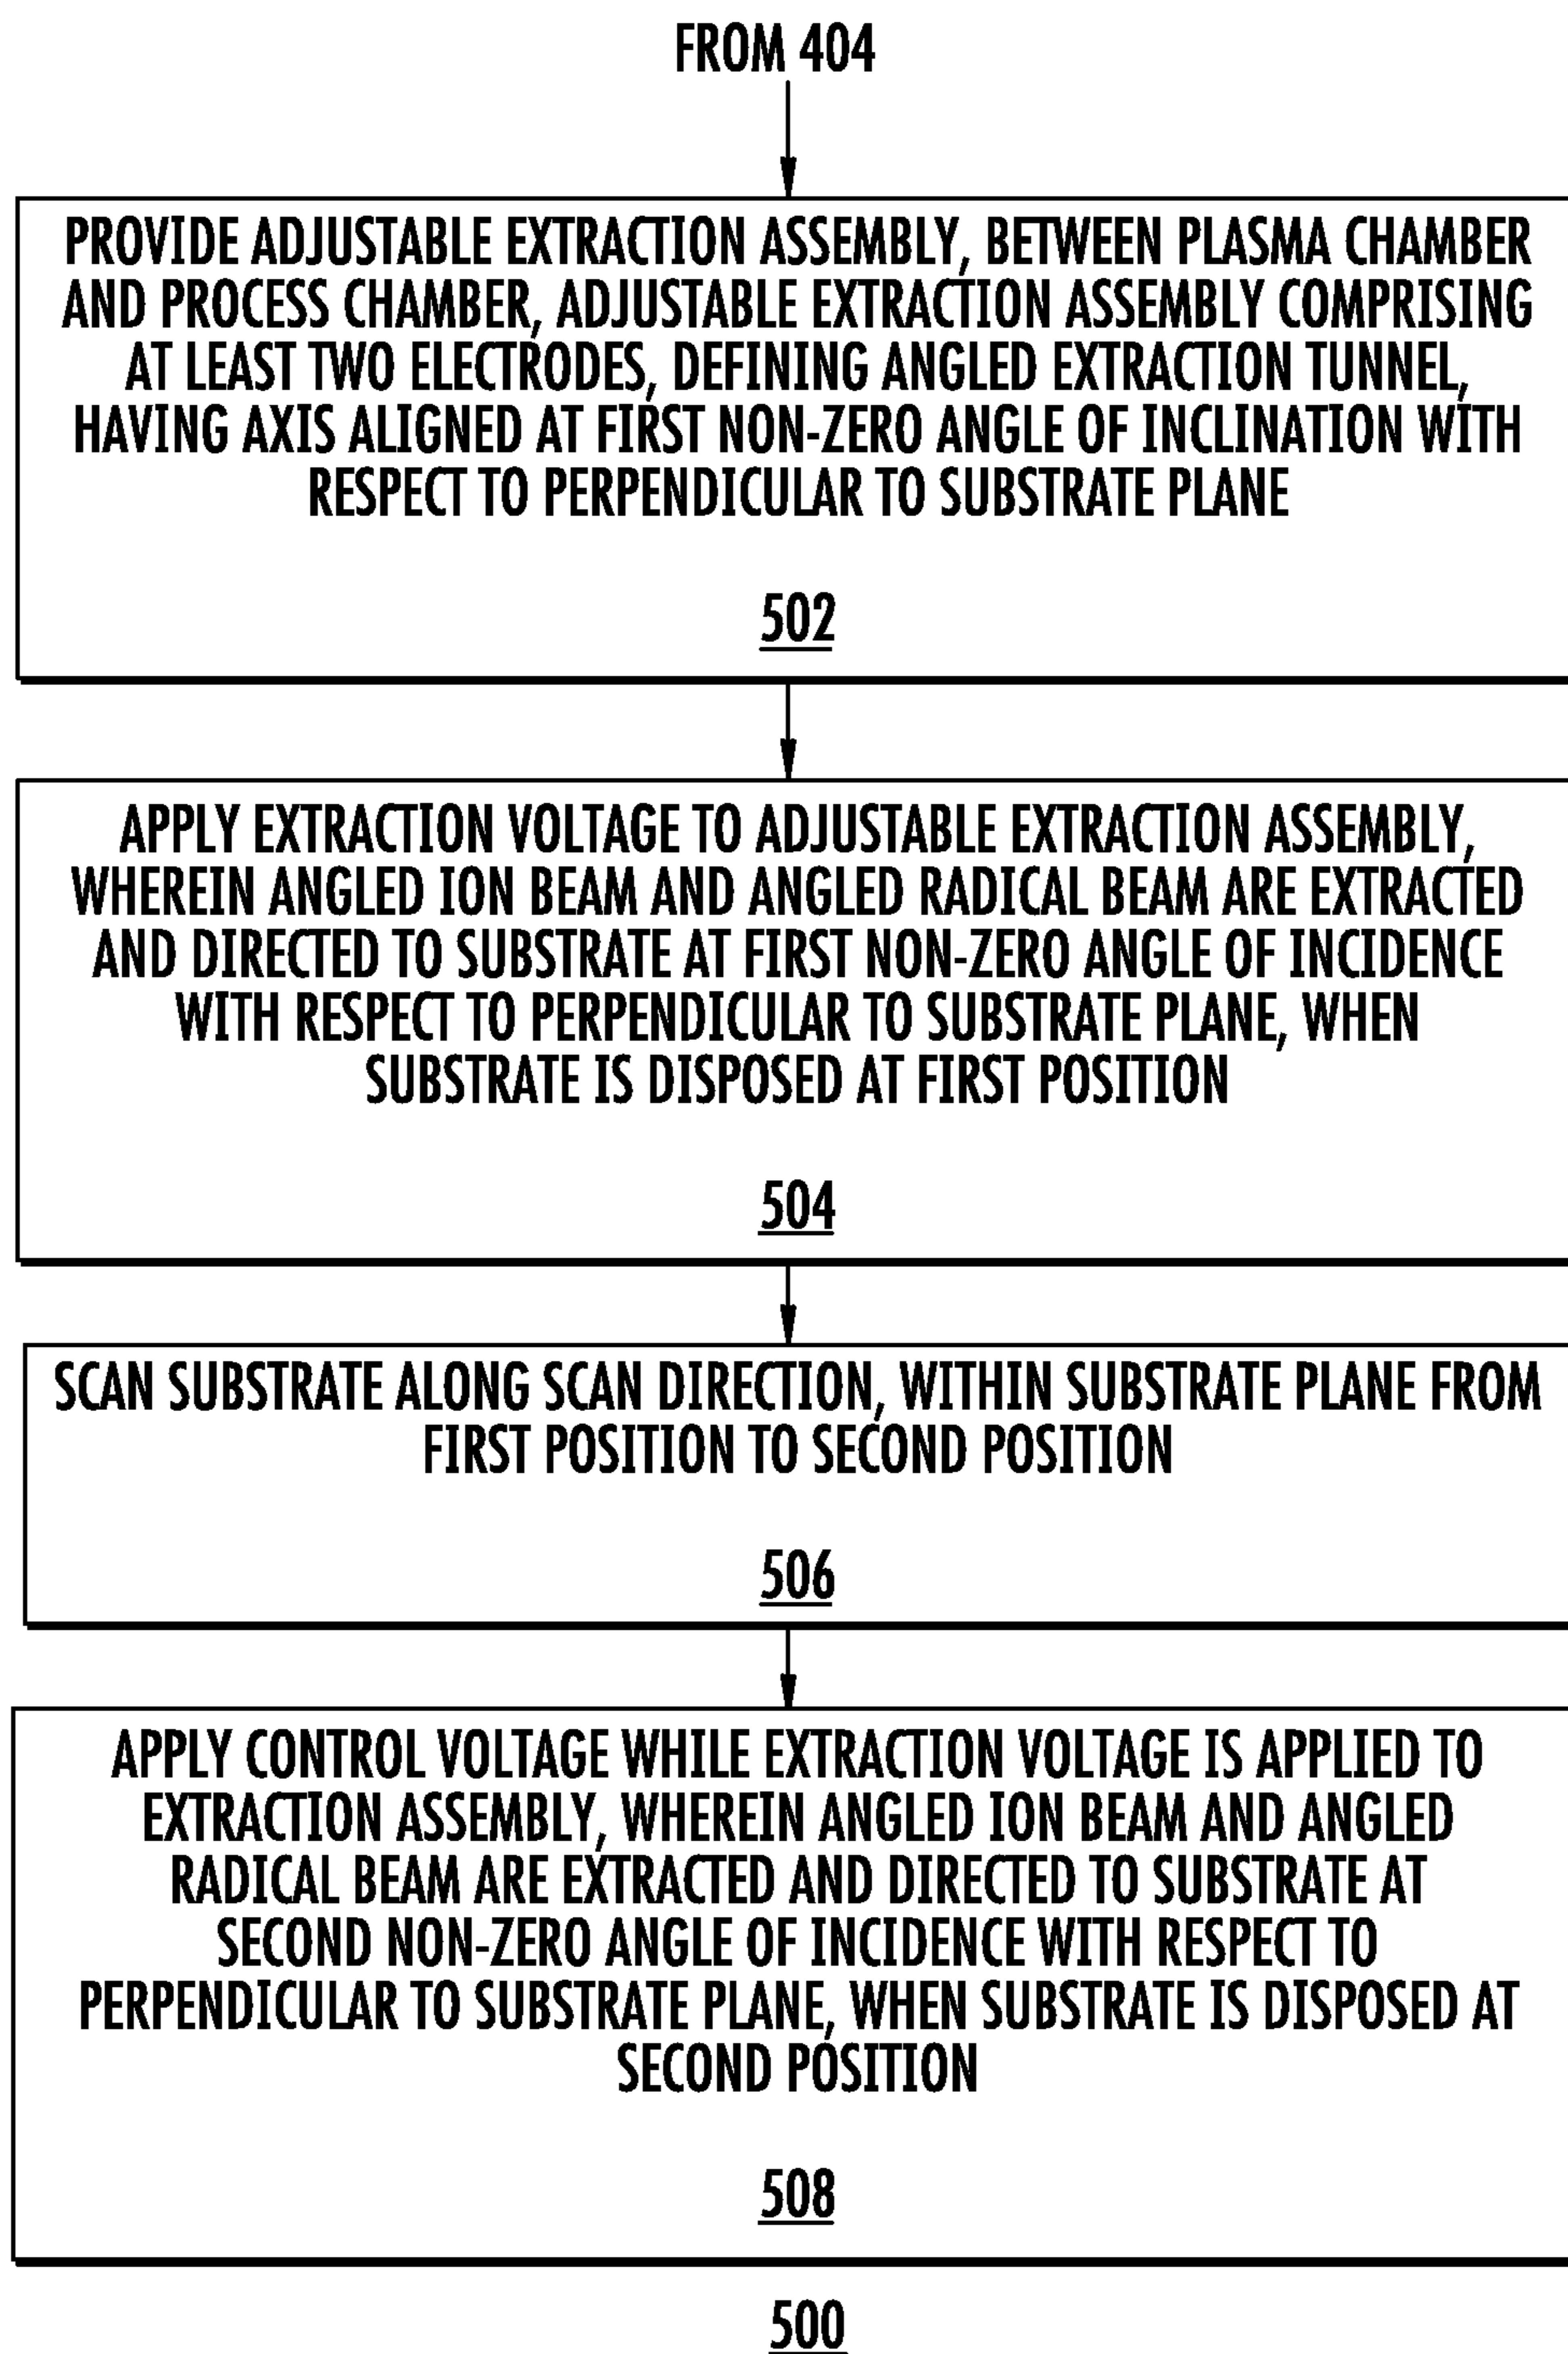 FROM 404
PROVIDE ADJUSTABLE EXTRACTION ASSEMBLY, BETWEEN PLASMA CHAMBER
AND PROCESS CHAMBER, ADJUSTABLE EXTRACTION ASSEMBLY COMPRISING
AT LEAST TWO ELECTRODES, DEFINING ANGLED EXTRACTION TUNNEL,
HAVING AXIS ALIGNED AT FIRST NON-ZERO ANGLE OF INCLINATION WITH
RESPECT TO PERPENDICULAR TO SUBSTRATE PLANE
502
APPLY EXTRACTION VOLTAGE TO ADJUSTABLE EXTRACTION ASSEMBLY,
WHEREIN ANGLED ION BEAM AND ANGLED RADICAL BEAM ARE EXTRACTED
AND DIRECTED TO SUBSTRATE AT FIRST NON-ZERO ANGLE OF INCIDENCE
WITH RESPECT TO PERPENDICULAR TO SUBSTRATE PLANE, WHEN
SUBSTRATE IS DISPOSED AT FIRST POSITION
504
SCAN SUBSTRATE ALONG SCAN DIRECTION, WITHIN SUBSTRATE PLANE FROM
FIRST POSITION TO SECOND POSITION
506
APPLY CONTROL VOLTAGE WHILE EXTRACTION VOLTAGE IS APPLIED TO
EXTRACTION ASSEMBLY, WHEREIN ANGLED ION BEAM AND ANGLED
RADICAL BEAM ARE EXTRACTED AND DIRECTED TO SUBSTRATE AT
SECOND NON-ZERO ANGLE OF INCIDENCE WITH RESPECT TO
PERPENDICULAR TO SUBSTRATE PLANE, WHEN SUBSTRATE IS DISPOSED AT
SECOND POSITION
508
500